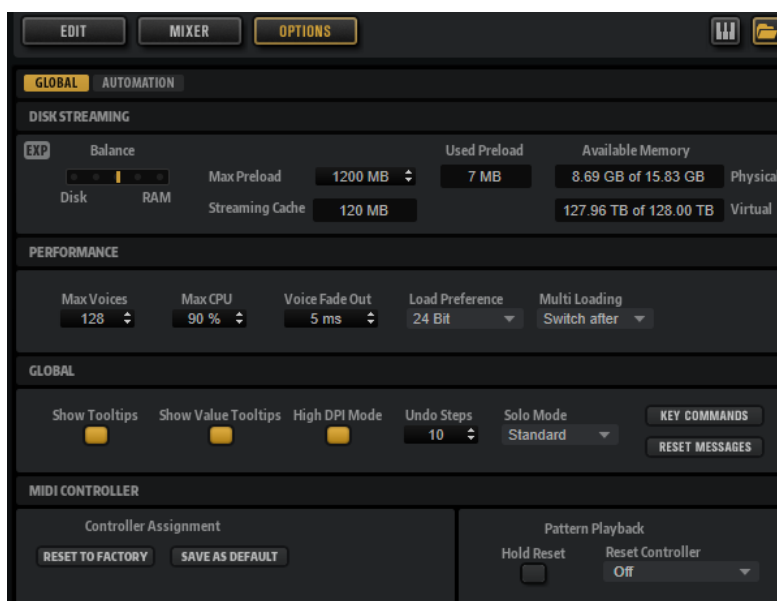 EDIT MIXER OPTIONS
GLOBAL AUTOMATION
DISK STREAMING
EXP Balance Used Preload Available Memory
Max Preload 1200 MB 7 MB 8.69 GB of 15.83 GB Physica
Disk RAM
Streaming Cache 120 MB 127.96 TB of 128.00 TB Virtual
PERFORMANCE
Max Voices Max CPU Voice Fade Out Load Preference Multi Loading
128 90 % 5 ms 24 Bit Switch after
GLOBAL
Show Tooltips Show Value Tooltips High DPI Mode Undo Steps Solo Mode KEY COMMANDS
10 Standard
RESET MESSAGES
MIDI CONTROLLER
Controller Assignment Pattern Playback
RESET TO FACTORY SAVE AS DEFAULT Hold Reset Reset Controller
Off